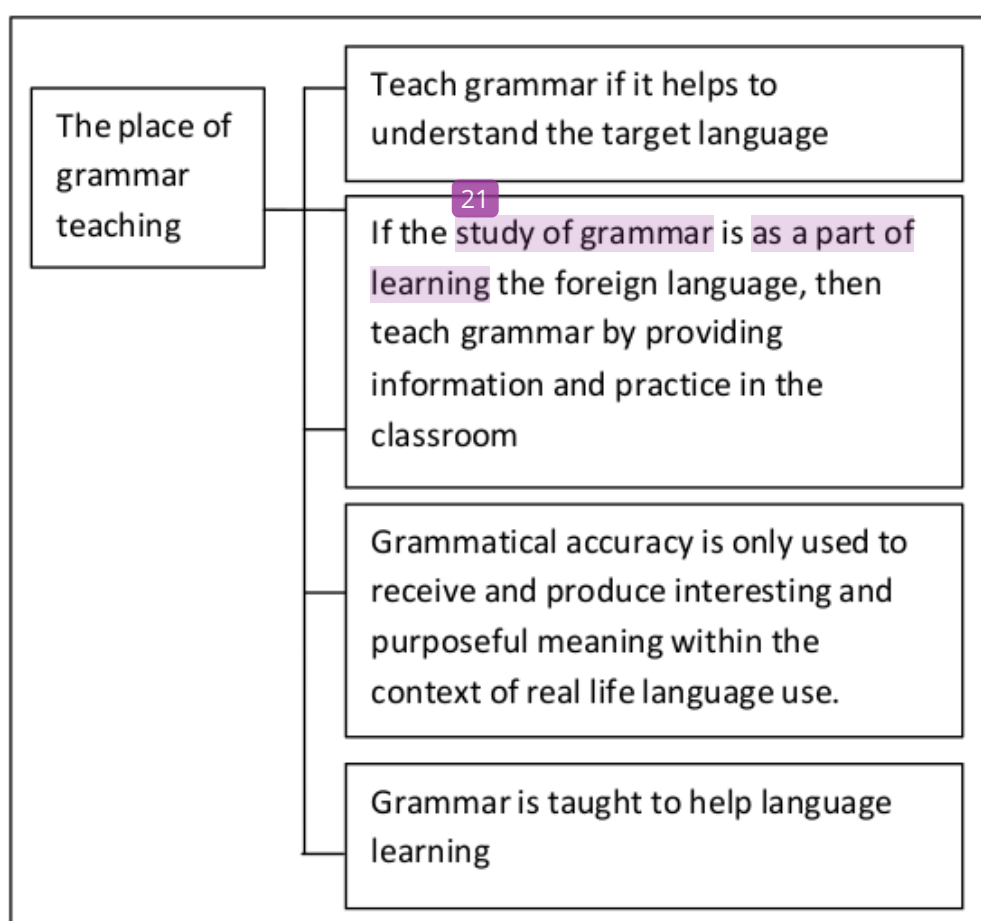 The place of
grammar
teaching
Teach grammar if it helps to
understand the target language
21
If the study of grammar is as a part of
learning the foreign language, then
teach grammar by providing
information and practice in the
classroom
Grammatical accuracy is only used to
receive and produce interesting and
purposeful meaning within the
context of real life language use.
Grammar is taught to help language
learning